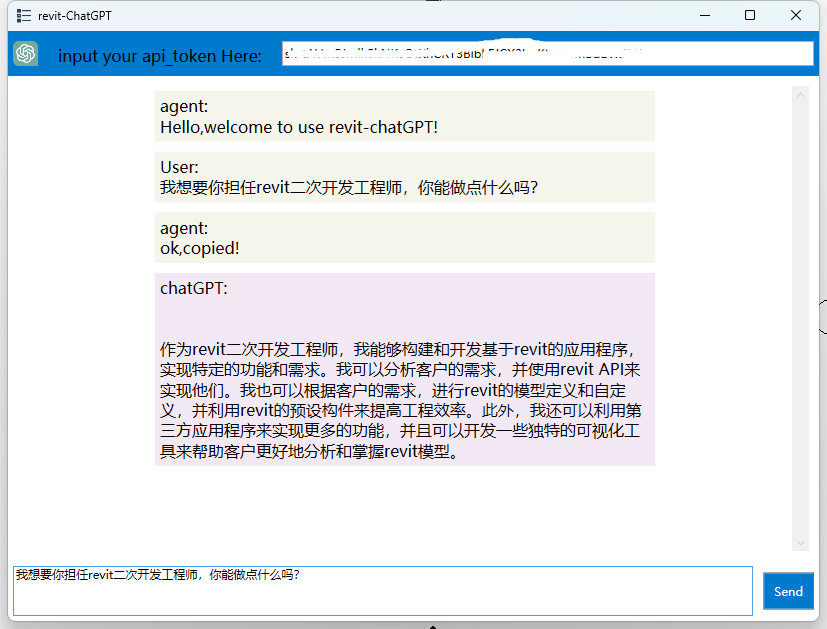 revit-ChatGPT
input your api_token Here:
agent:
Hello,welcome to use revit-chatGPT!
User:
我想要你担任revit二次开发工程师，你能做点什么吗？
agent:
ok,copied!
chatGPT:
作为revit二次开发工程师，我能够构建和开发基于revit的应用程序，
实现特定的功能和需求。我可以分析客户的需求，并使用revit API来
实现他们。我也可以根据客户的需求，进行revit的模型定义和自定
义，并利用revit的预设构件来提高工程效率。此外，我还可以利用第
三方应用程序来实现更多的功能，并且可以开发一些独特的可视化工
具来帮助客户更好地分析和掌握revit模型。
我想要你担任revit二次开发工程师，你能做点什么吗？
Send